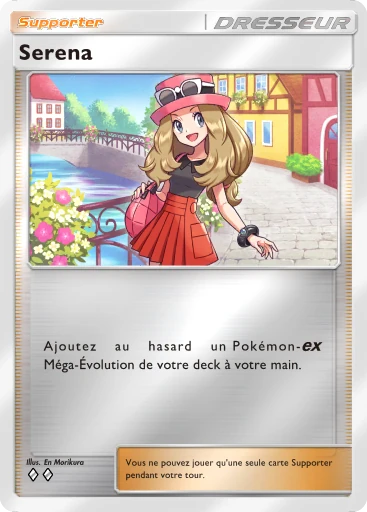 Supporter
DRESSEUR
Serena
Ajoutez au hasard un Pokémon-ex
Méga-Évolution de votre deck à votre main.
Illus. En Morikura
Vous ne pouvez jouer qu'une seule carte Supporter
pendant votre tour.